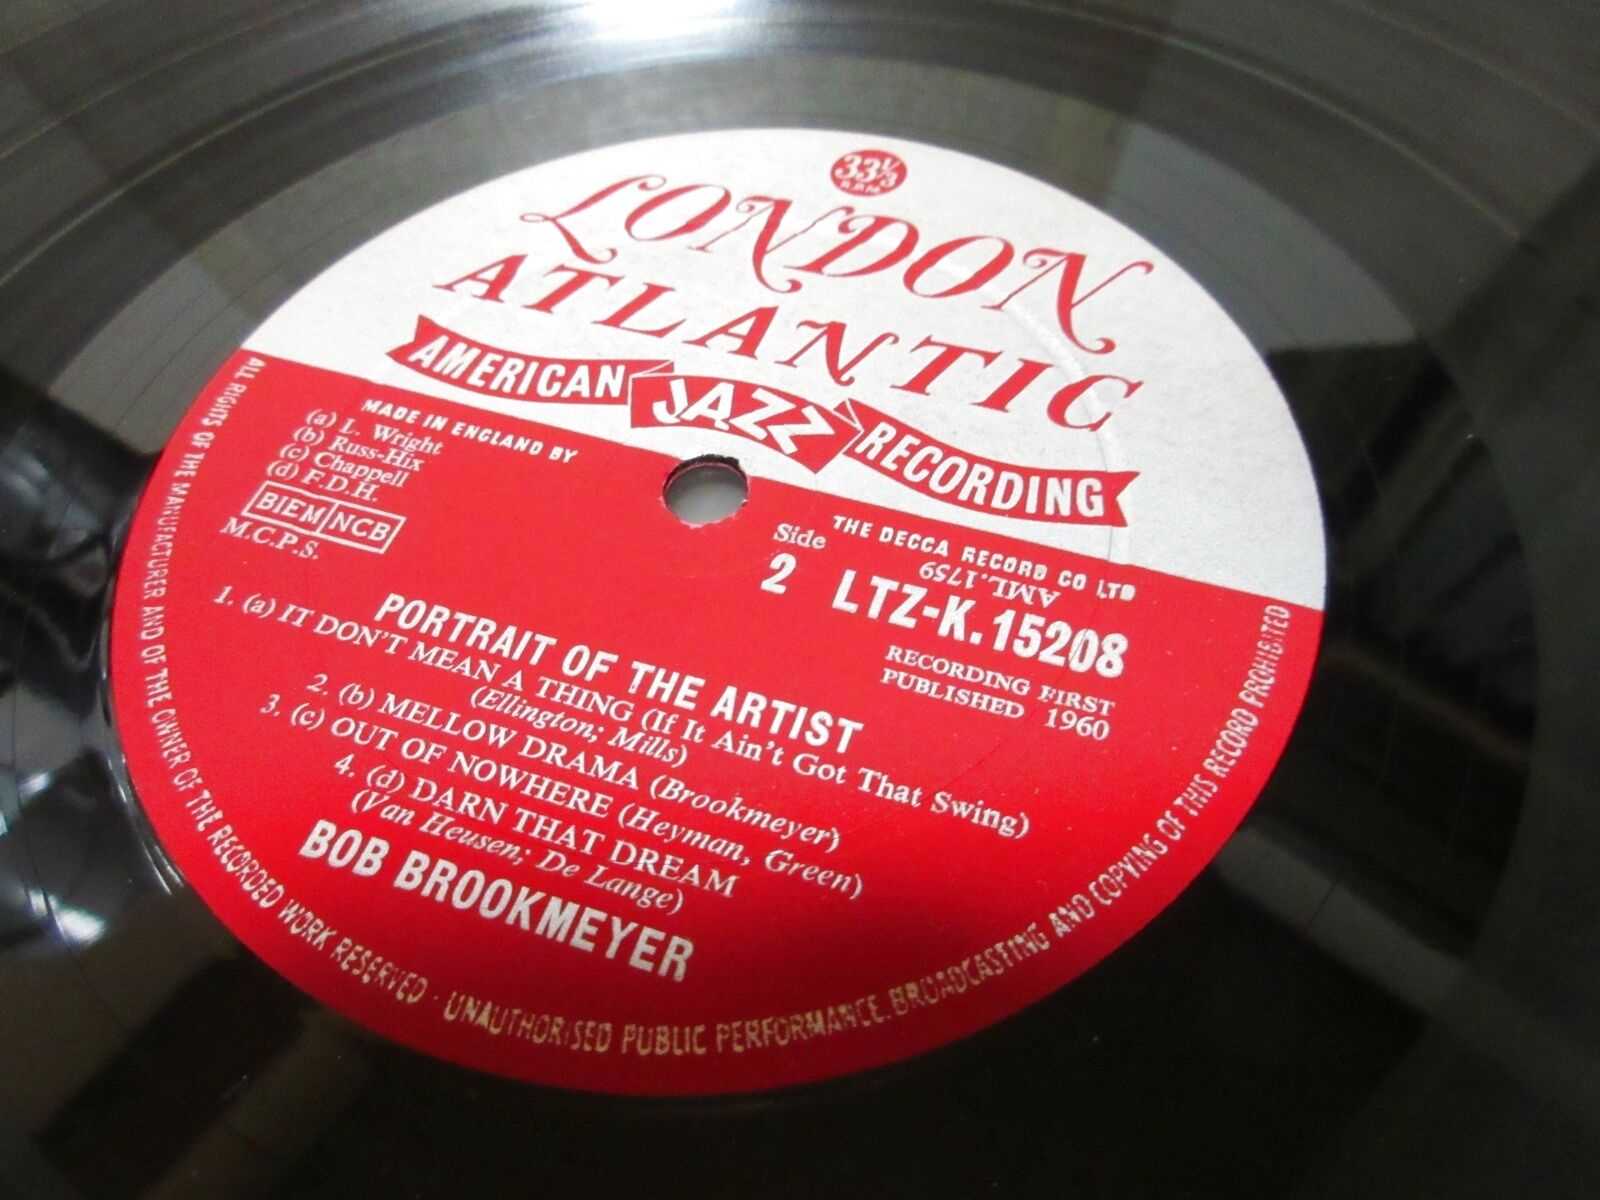 33⅓
R.P.M.
LONDON
ATLANTIC
AMERICAN JAZZ RECORDING
MADE IN ENGLAND BY
THE DECCA RECORD CO LTD
(a) L. Wright
(b) Russ-Hix
(c) Chappell
(d) F.D.H.
BIEM NCB
M.C.P.S.
Side
2
AML.1759
LTZ-K.15208
RECORDING FIRST
PUBLISHED 1960
PORTRAIT OF THE ARTIST
1. (a) IT DON'T MEAN A THING (If It Ain't Got That Swing)
(Ellington; Mills)
2. (b) MELLOW DRAMA (Brookmeyer)
3. (c) OUT OF NOWHERE (Heyman, Green)
4. (d) DARN THAT DREAM
(Van Heusen; De Lange)
BOB BROOKMEYER
ALL RIGHTS OF THE MANUFACTURER AND OF THE OWNER OF THE RECORDED WORK RESERVED · UNAUTHORISED PUBLIC PERFORMANCE, BROADCASTING AND COPYING OF THIS RECORD PROHIBITED